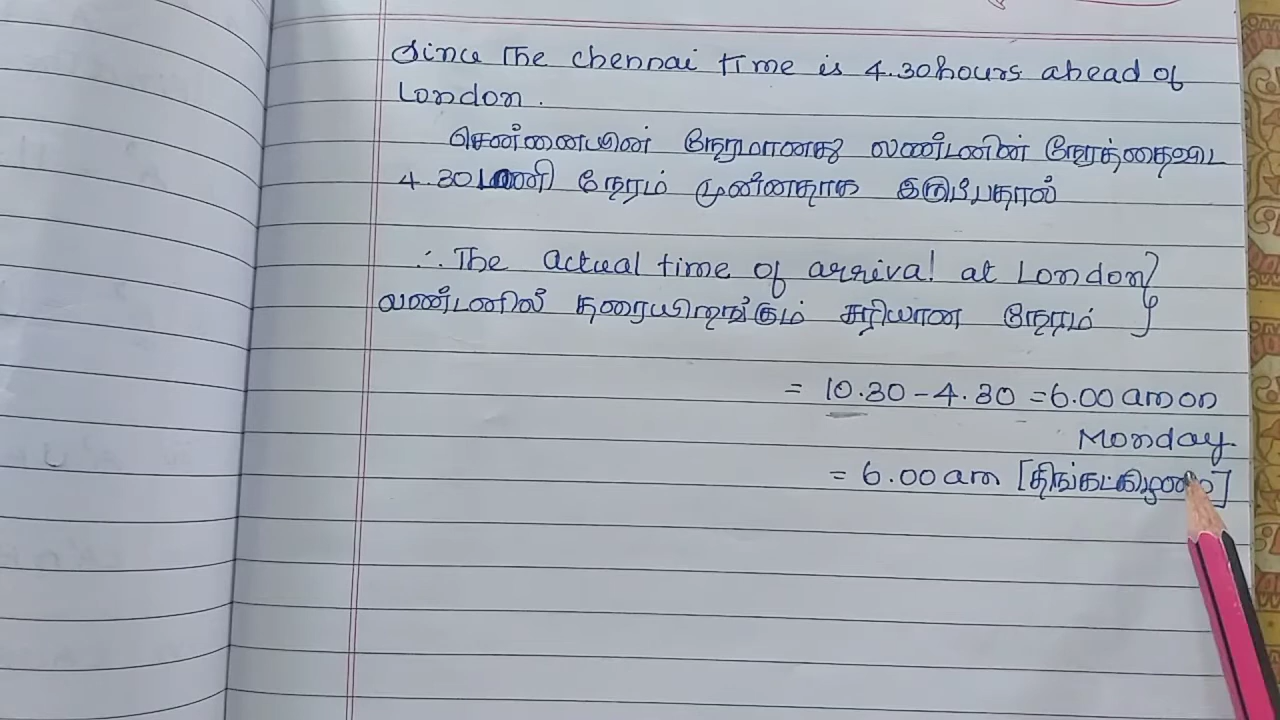 Since The chennai time is 4.30hours ahead of
London.
சென்னையின் நேரமானது லண்டனின் நேரத்தைவிட
4.30 மணி நேரம் முன்னதாக இருப்பதால்
∴ The actual time of arrival at London}
லண்டனில் தரையிறங்கும் சரியான நேரம் }
= 10.30 - 4.30 = 6.00 am on
Monday
= 6.00 am [திங்கட்கிழமை]